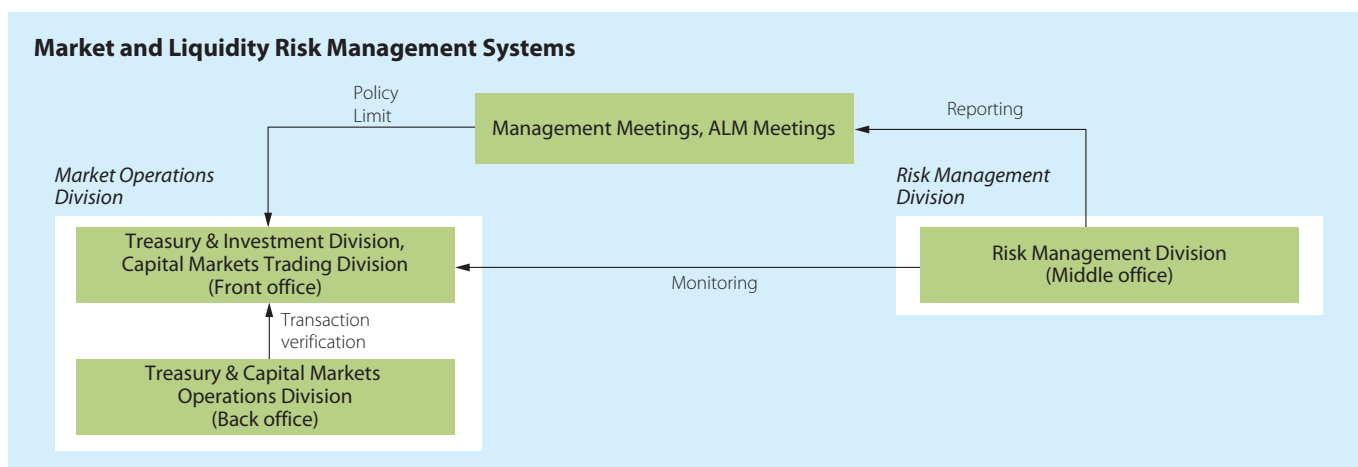 Market and Liquidity Risk Management Systems
Policy
Limit
Management Meetings, ALM Meetings
Reporting
Market Operations
Division
Risk Management
Division
Treasury & Investment Division,
Capital Markets Trading Division
(Front office)
Monitoring
Risk Management Division
(Middle office)
Transaction
verification
Treasury & Capital Markets
Operations Division
(Back office)